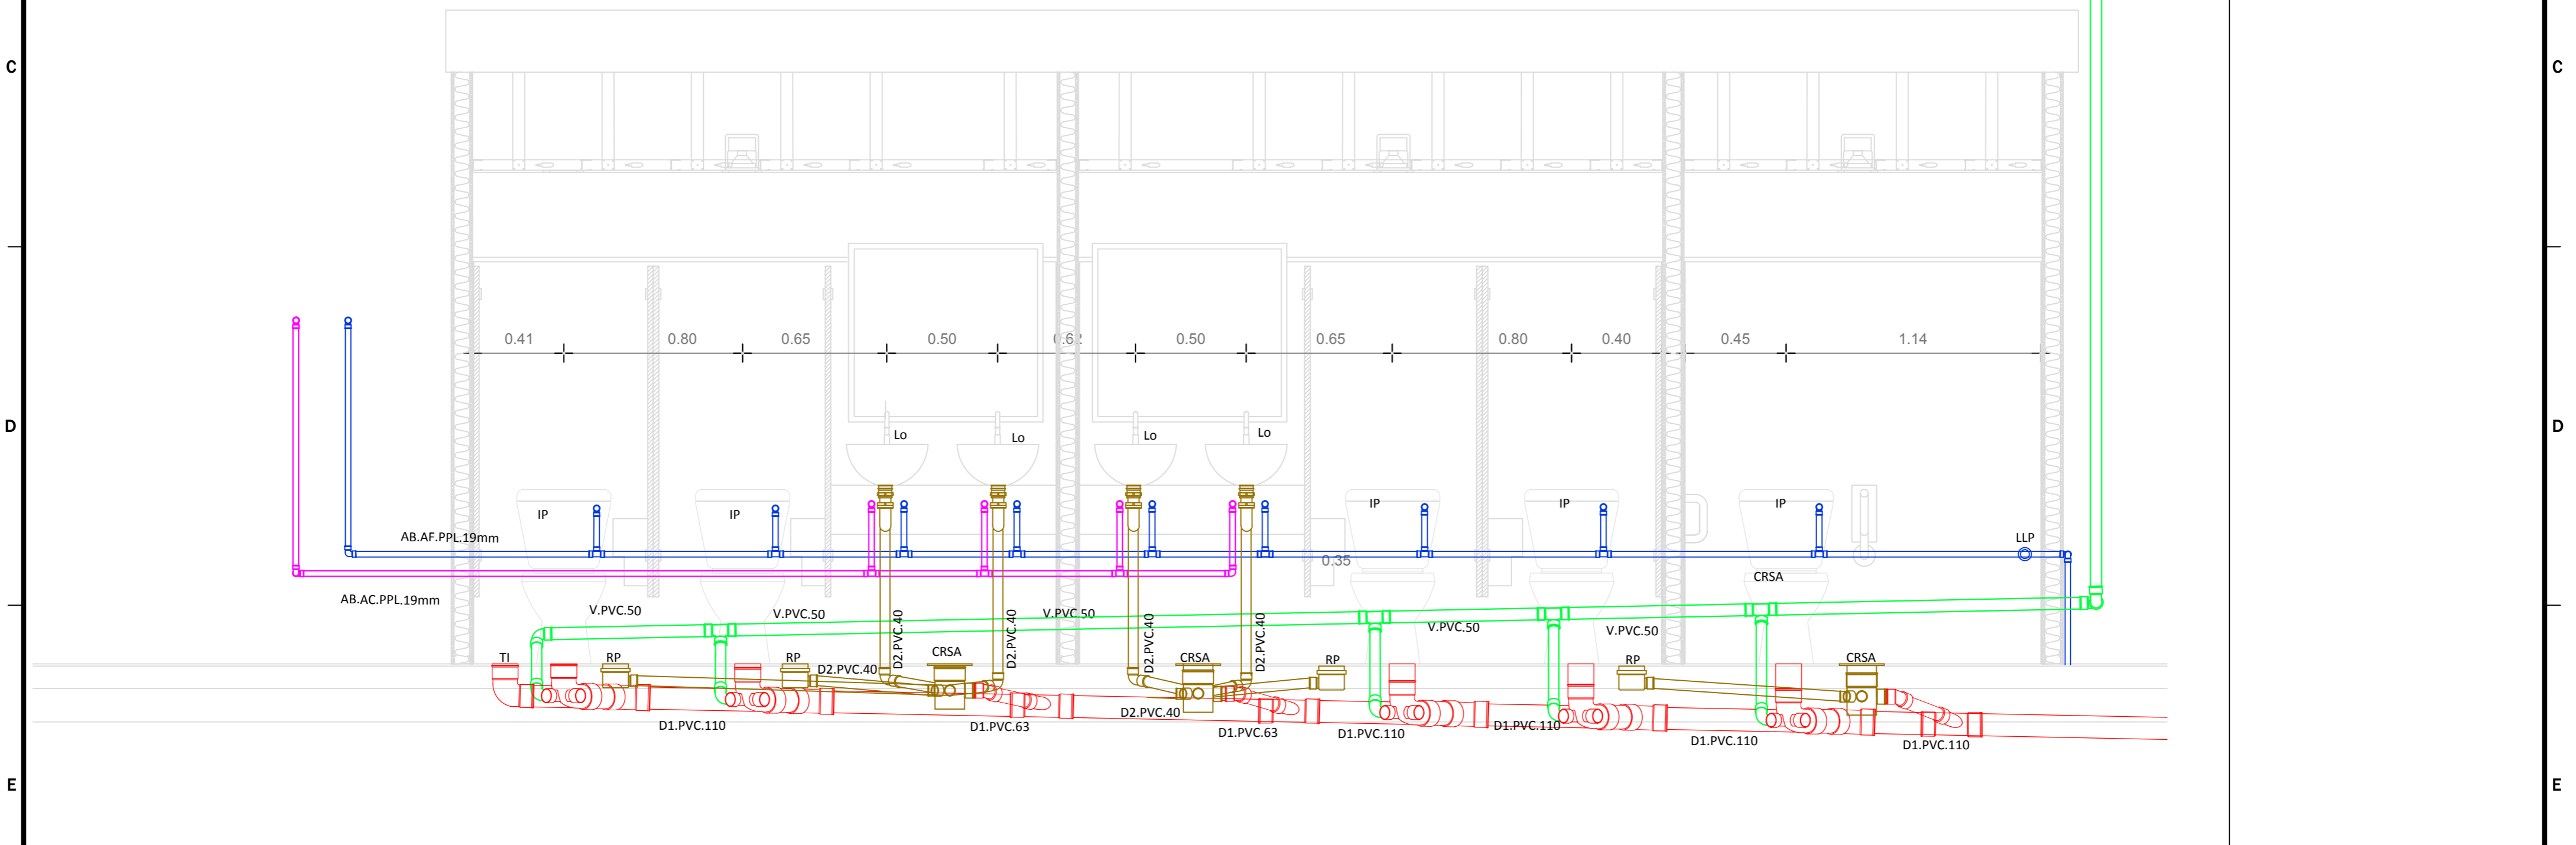 C
C
0.41
0.80
0.65
0.50
0.62
0.50
0.65
0.80
0.40
0.45
1.14
D
D
Lo
Lo
Lo
Lo
IP
IP
IP
IP
IP
AB.AF.PPL.19mm
LLP
0.35
CRSA
AB.AC.PPL.19mm
V.PVC.50
V.PVC.50
V.PVC.50
V.PVC.50
V.PVC.50
D2.PVC.40
D2.PVC.40
D2.PVC.40
D2.PVC.40
TI
RP
RP
D2.PVC.40
CRSA
CRSA
RP
RP
CRSA
D1.PVC.110
D1.PVC.63
D2.PVC.40
D1.PVC.63
D1.PVC.110
D1.PVC.110
D1.PVC.110
D1.PVC.110
E
E